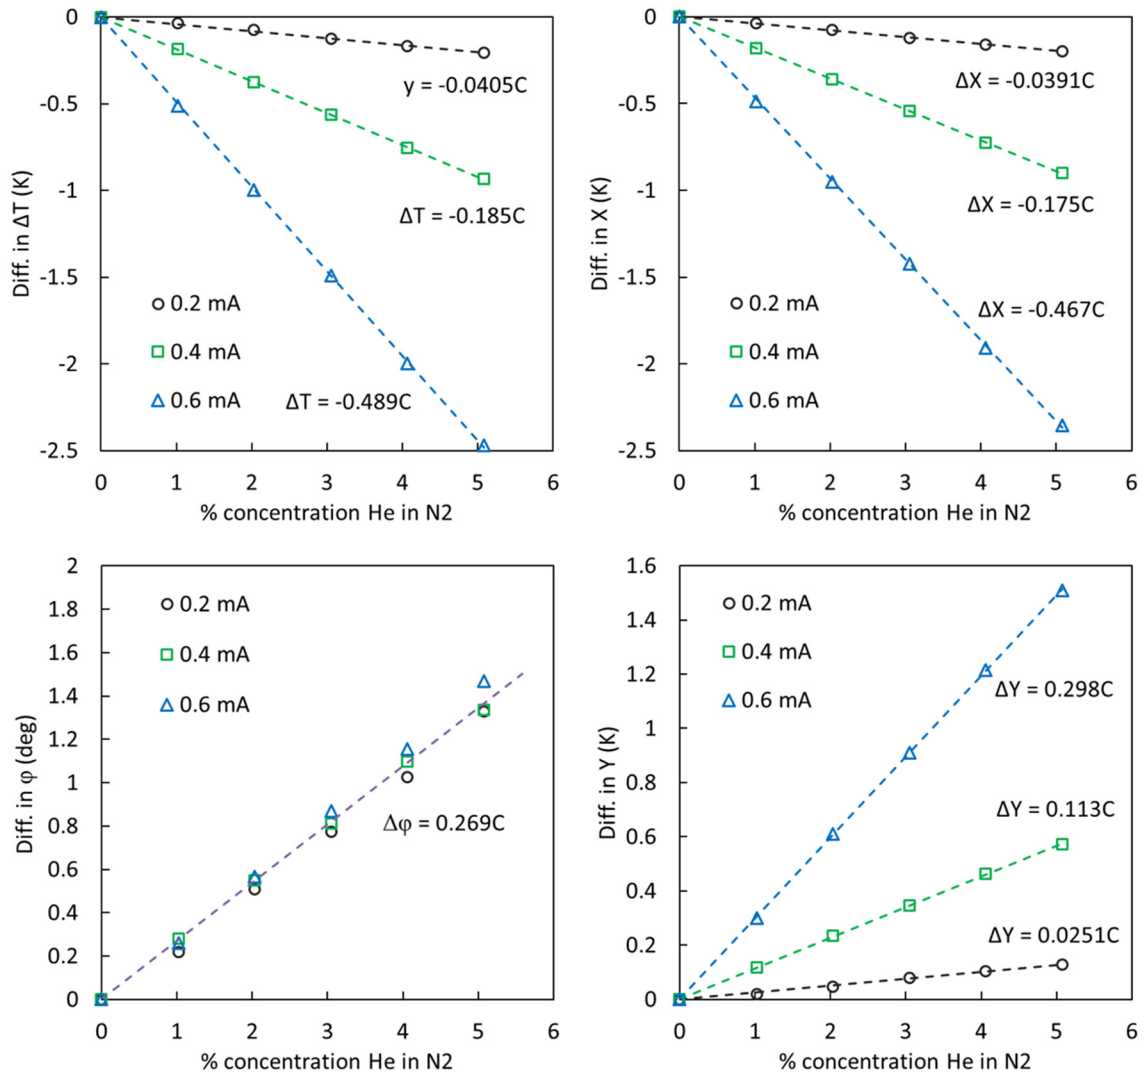 0
-0.5
-1
-1.5
-2
-2.5
Diff. in ΔT (K)
y = -0.0405C
ΔT = -0.185C
ΔT = -0.489C
0.2 mA
0.4 mA
0.6 mA
0 1 2 3 4 5 6
% concentration He in N2
0
-0.5
-1
-1.5
-2
-2.5
Diff. in X (K)
ΔX = -0.0391C
ΔX = -0.175C
ΔX = -0.467C
0.2 mA
0.4 mA
0.6 mA
0 1 2 3 4 5 6
% concentration He in N2
2
1.8
1.6
1.4
1.2
1
0.8
0.6
0.4
0.2
0
Diff. in φ (deg)
0.2 mA
0.4 mA
0.6 mA
Δφ = 0.269C
0 1 2 3 4 5 6
% concentration He in N2
1.6
1.4
1.2
1
0.8
0.6
0.4
0.2
0
Diff. in Y (K)
0.2 mA
0.4 mA
0.6 mA
ΔY = 0.298C
ΔY = 0.113C
ΔY = 0.0251C
0 1 2 3 4 5 6
% concentration He in N2